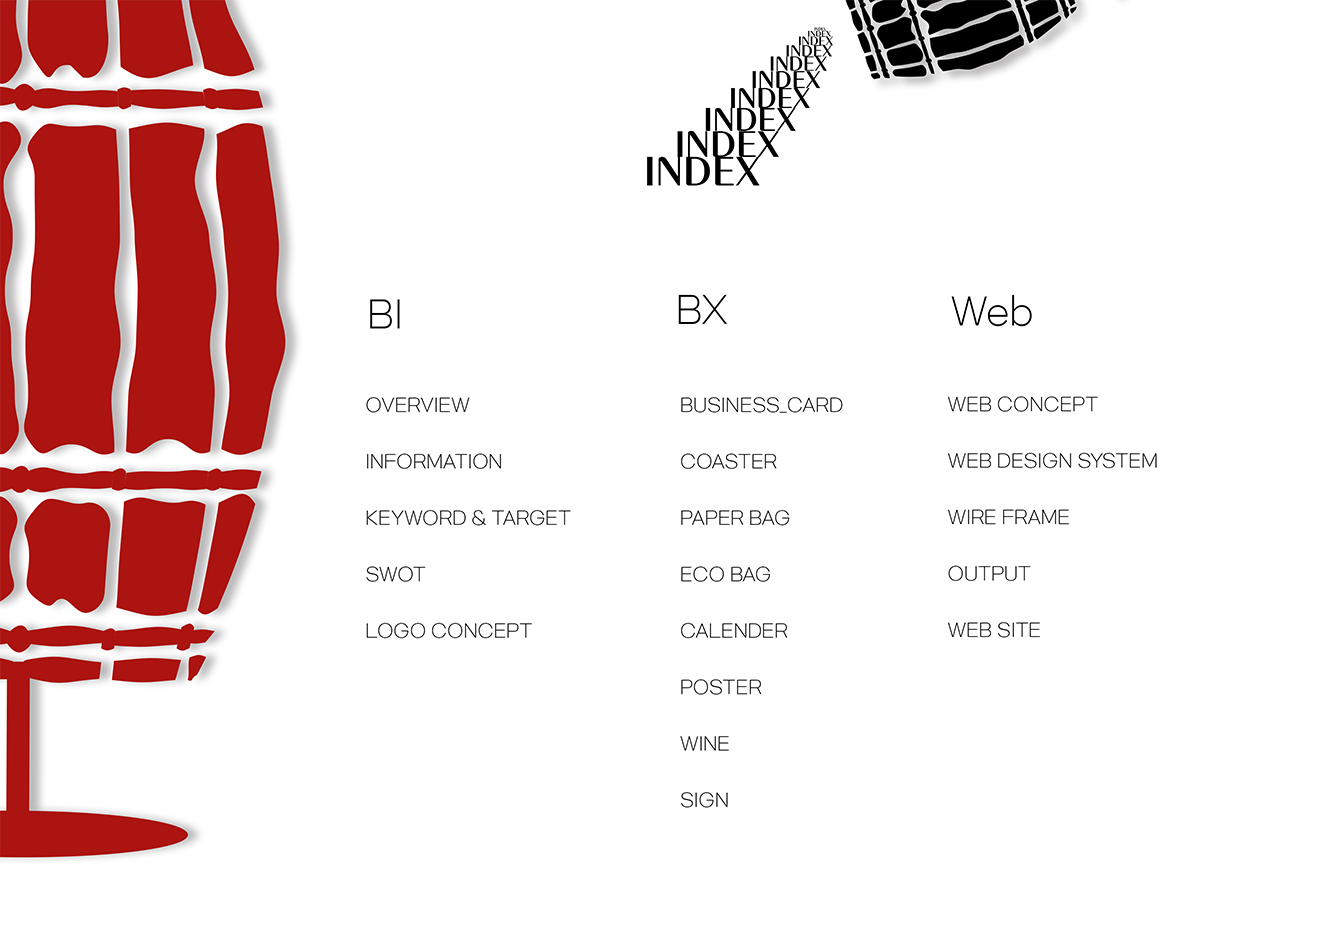 INDEX
INDEX
INDEX
INDEX
INDEX
INDEX
INDEX
INDEX
INDEX
INDEX
BI
OVERVIEW
INFORMATION
KEYWORD & TARGET
SWOT
LOGO CONCEPT
BX
BUSINESS_CARD
COASTER
PAPER BAG
ECO BAG
CALENDER
POSTER
WINE
SIGN
Web
WEB CONCEPT
WEB DESIGN SYSTEM
WIRE FRAME
OUTPUT
WEB SITE